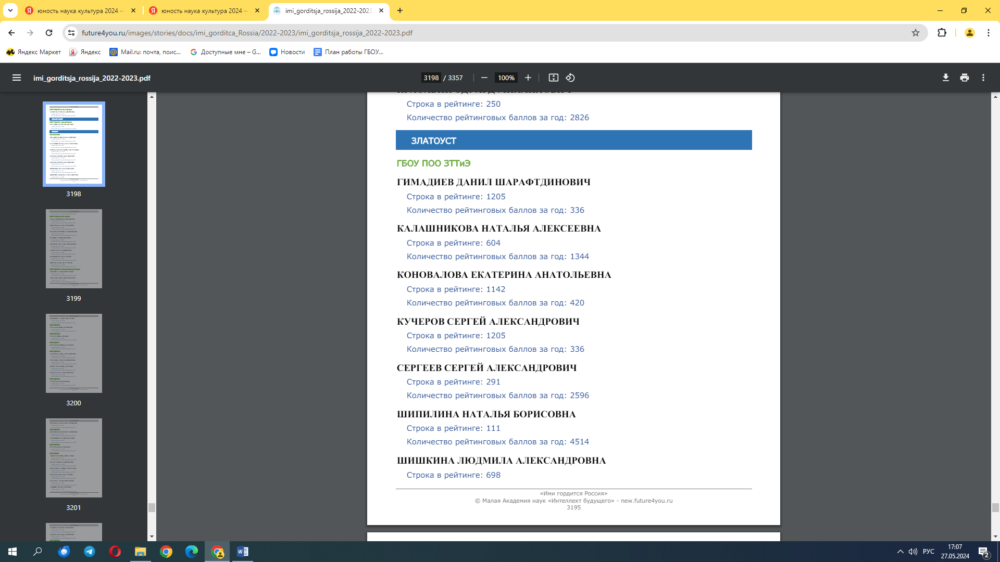 юность наука культура 2024 –
юность наука культура 2024 –
imi_gorditsja_rossija_2022-2023
future4you.ru/images/stories/docs/imi_gorditca_Rossia/2022-2023/imi_gorditsja_rossija_2022-2023.pdf
Яндекс Маркет
Яндекс
Mail.ru: почта, поис...
Доступные мне – G...
Новости
План работы ГБОУ...
imi_gorditsja_rossija_2022-2023.pdf
3198 / 3357
100%
3198
3199
3200
3201
Строка в рейтинге: 250
Количество рейтинговых баллов за год: 2826
ЗЛАТОУСТ
ГБОУ ПОО ЗТТиЭ
ГИМАДИЕВ ДАНИЛ ШАРАФТДИНОВИЧ
Строка в рейтинге: 1205
Количество рейтинговых баллов за год: 336
КАЛАШНИКОВА НАТАЛЬЯ АЛЕКСЕЕВНА
Строка в рейтинге: 604
Количество рейтинговых баллов за год: 1344
КОНОВАЛОВА ЕКАТЕРИНА АНАТОЛЬЕВНА
Строка в рейтинге: 1142
Количество рейтинговых баллов за год: 420
КУЧЕРОВ СЕРГЕЙ АЛЕКСАНДРОВИЧ
Строка в рейтинге: 1205
Количество рейтинговых баллов за год: 336
СЕРГЕЕВ СЕРГЕЙ АЛЕКСАНДРОВИЧ
Строка в рейтинге: 291
Количество рейтинговых баллов за год: 2596
ШИПИЛИНА НАТАЛЬЯ БОРИСОВНА
Строка в рейтинге: 111
Количество рейтинговых баллов за год: 4514
ШИШКИНА ЛЮДМИЛА АЛЕКСАНДРОВНА
Строка в рейтинге: 698
«Ими гордится Россия»
© Малая Академия наук «Интеллект будущего» - new.future4you.ru
3195
РУС
17:07
27.05.2024
2